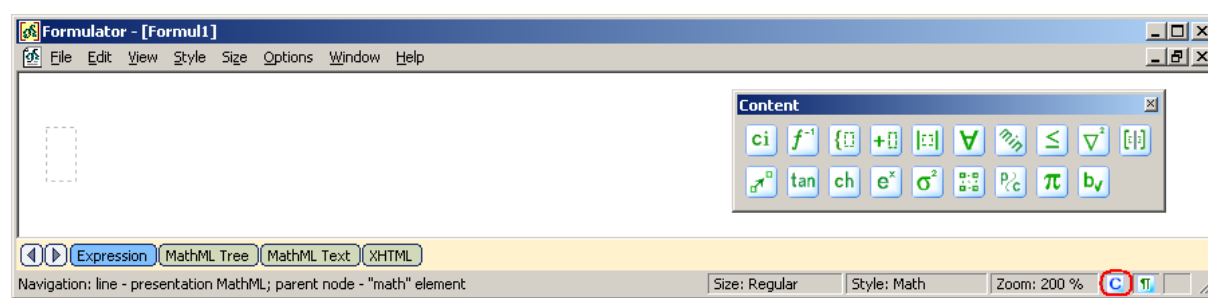 Formulator - [Formul1]
File Edit View Style Size Options Window Help
Content
ci f⁻¹ { + | | ∀ ≤ ∇² [ | ]
tan ch eˣ σ² P/C π b√
Expression MathML Tree MathML Text XHTML
Navigation: line - presentation MathML; parent node - "math" element Size: Regular Style: Math Zoom: 200 % C ¶